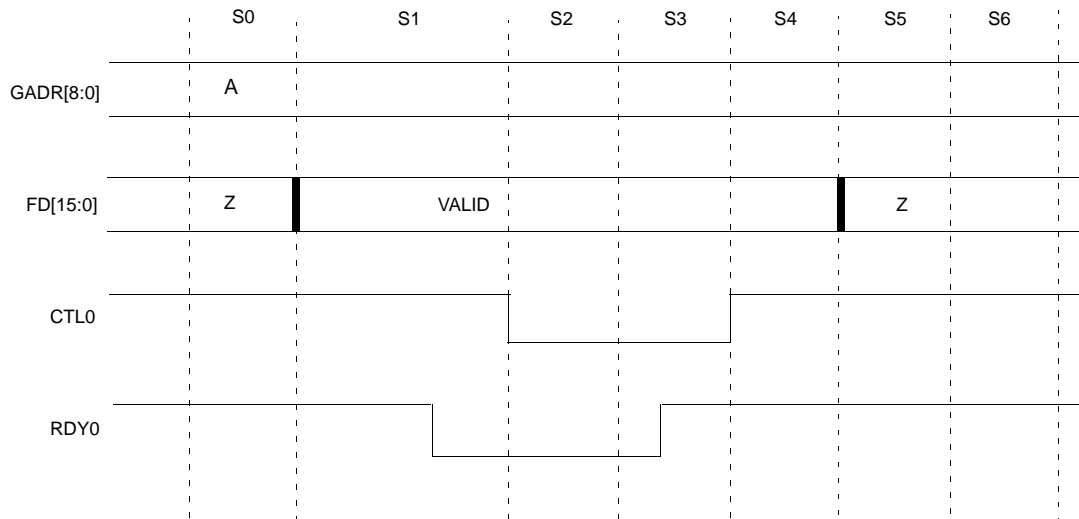 S0 S1 S2 S3 S4 S5 S6
GADR[8:0] A
FD[15:0] Z VALID Z
CTL0
RDY0